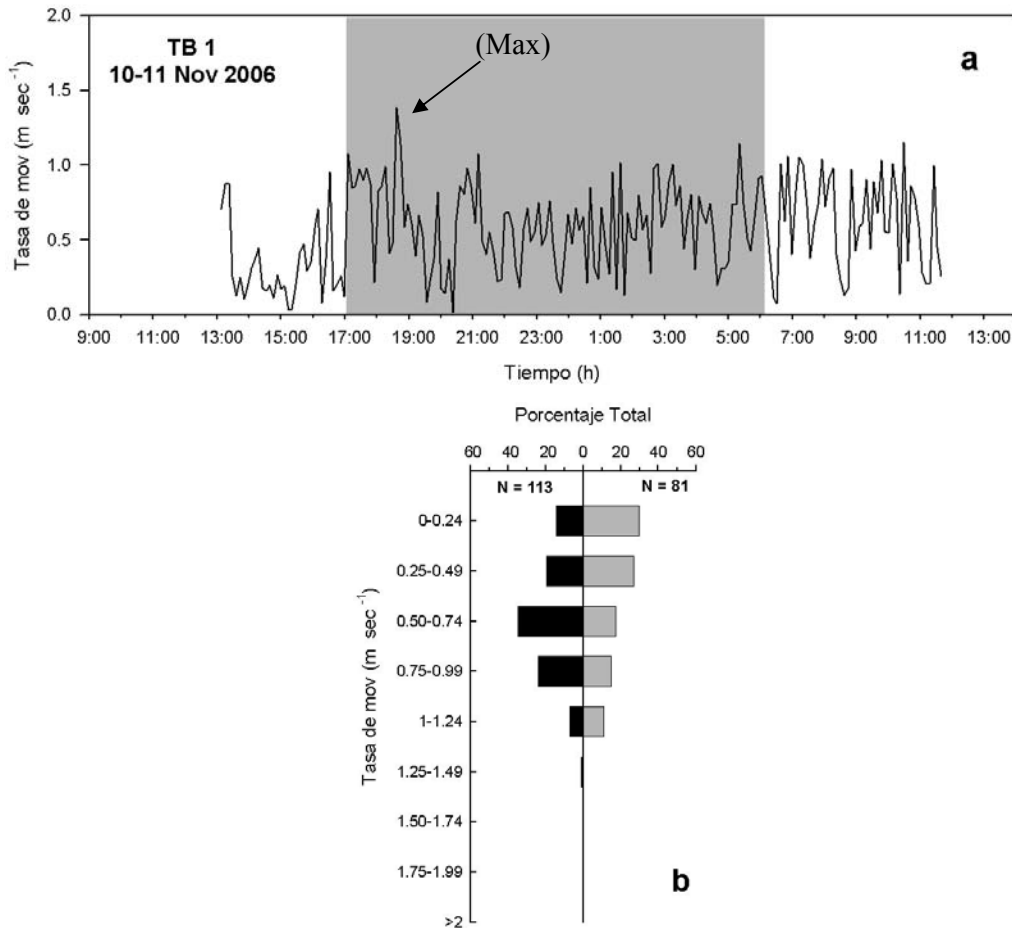 2.0
1.5
1.0
0.5
0.0
Tasa de mov (m sec⁻¹)
TB 1
10-11 Nov 2006
(Max)
a
9:00 11:00 13:00 15:00 17:00 19:00 21:00 23:00 1:00 3:00 5:00 7:00 9:00 11:00 13:00
Tiempo (h)
Porcentaje Total
60 40 20 0 20 40 60
N = 113 N = 81
0-0.24
0.25-0.49
0.50-0.74
0.75-0.99
1-1.24
1.25-1.49
1.50-1.74
1.75-1.99
>2
Tasa de mov (m sec⁻¹)
b